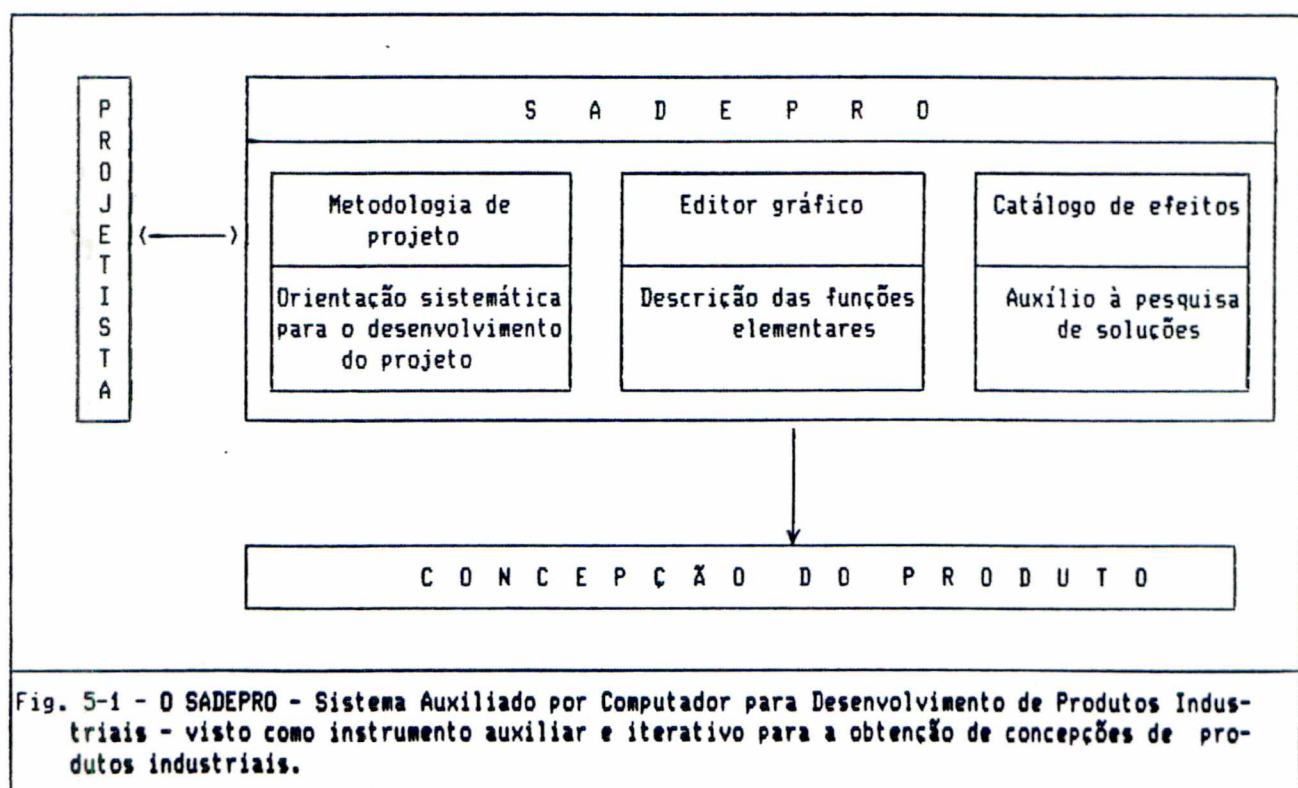 PROJETISTA
S A D E P R O
Metodologia de
projeto
Orientação sistemática
para o desenvolvimento
do projeto
Editor gráfico
Descrição das funções
elementares
Catálogo de efeitos
Auxílio à pesquisa
de soluções
C O N C E P Ç Ã O D O P R O D U T O
Fig. 5-1 - O SADEPRO - Sistema Auxiliado por Computador para Desenvolvimento de Produtos Indus-
triais - visto como instrumento auxiliar e iterativo para a obtenção de concepções de pro-
dutos industriais.